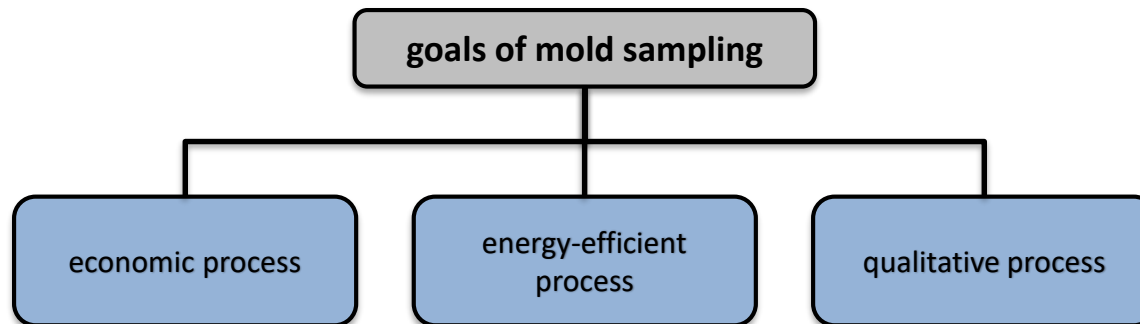 goals of mold sampling
economic process
energy-efficient
process
qualitative process